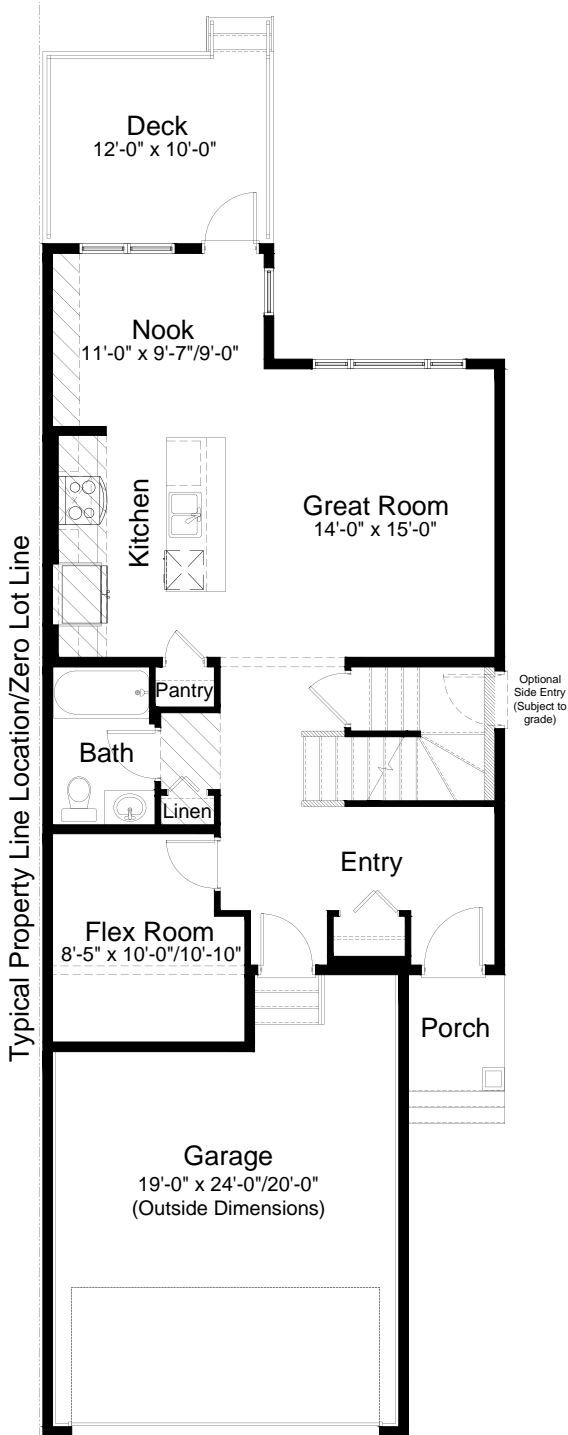 Deck
12'-0" x 10'-0"
Nook
11'-0" x 9'-7"/9'-0"
Kitchen
Great Room
14'-0" x 15'-0"
Typical Property Line Location/Zero Lot Line
Pantry
Optional
Side Entry
(Subject to
grade)
Bath
Linen
Entry
Flex Room
8'-5" x 10'-0"/10'-10"
Porch
Garage
19'-0" x 24'-0"/20'-0"
(Outside Dimensions)